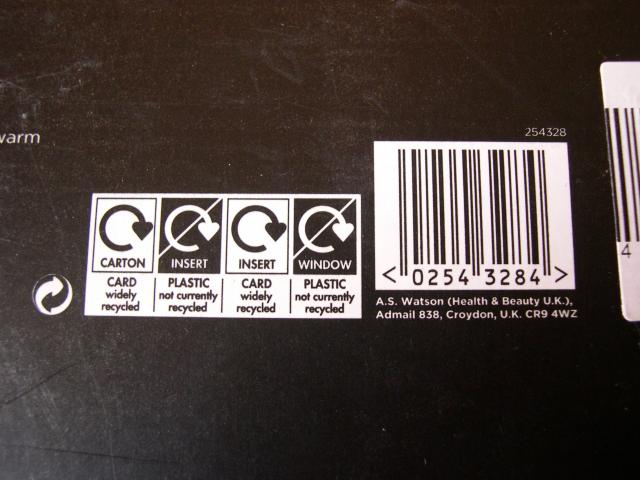 warm
254328
CARTON INSERT INSERT WINDOW
CARD PLASTIC CARD PLASTIC
widely not currently widely not currently
recycled recycled recycled recycled
< 0254 3284 >
A.S. Watson (Health & Beauty U.K.),
Admail 838, Croydon, U.K. CR9 4WZ
4